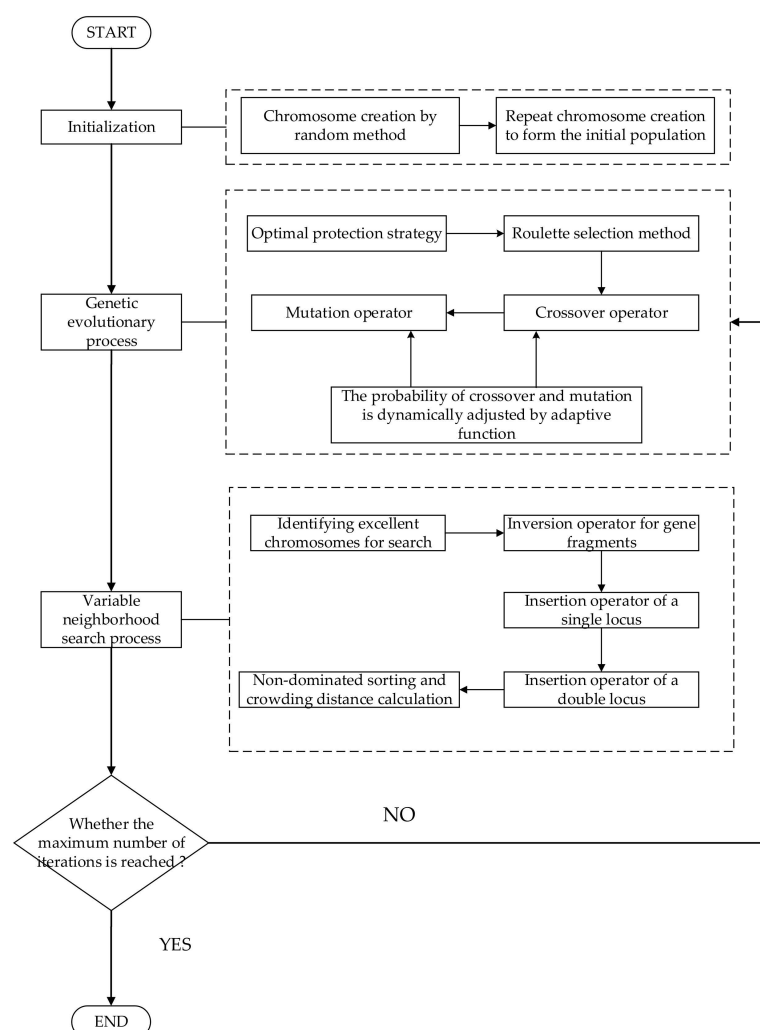 START
Initialization
Chromosome creation by
random method
Repeat chromosome creation
to form the initial population
Optimal protection strategy
Roulette selection method
Genetic
evolutionary
process
Mutation operator
Crossover operator
The probability of crossover and mutation
is dynamically adjusted by adaptive
function
Identifying excellent
chromosomes for search
Inversion operator for gene
fragments
Variable
neighborhood
search process
Insertion operator of a
single locus
Non-dominated sorting and
crowding distance calculation
Insertion operator of a
double locus
Whether the
maximum number of
iterations is reached ?
NO
YES
END